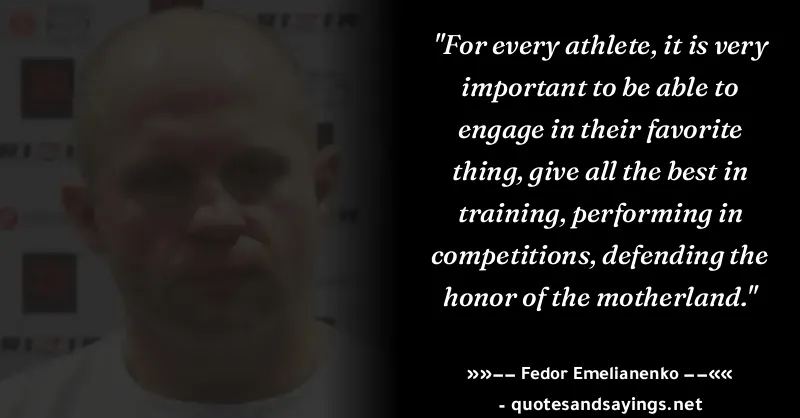 "For every athlete, it is very
important to be able to
engage in their favorite
thing, give all the best in
training, performing in
competitions, defending the
honor of the motherland."
»»–– Fedor Emelianenko ––««
- quotesandsayings.net
RIZIN